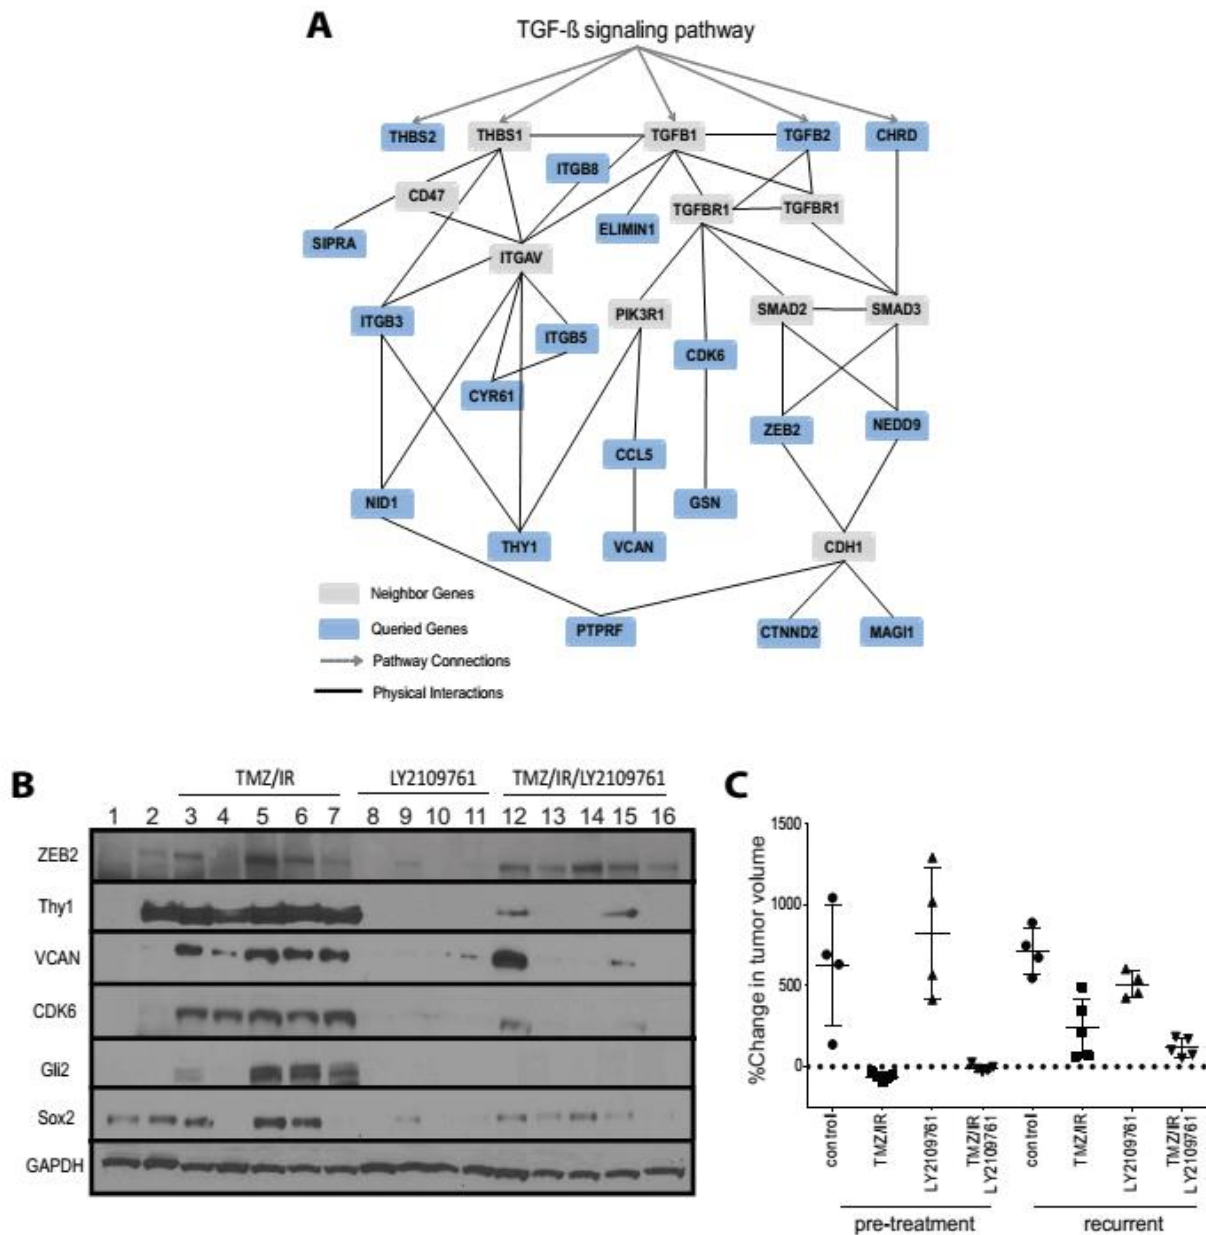 A
TGF-ß signaling pathway
THBS2 THBS1 TGFB1 TGFB2 CHRD
ITGB8
CD47 TGFBR1 TGFBR1
SIPRA ELIMIN1
ITGAV
ITGB3 PIK3R1 SMAD2 SMAD3
ITGB5 CDK6
CYR61
ZEB2 NEDD9
CCL5
NID1 GSN
THY1 VCAN CDH1
Neighbor Genes
Queried Genes PTPRF CTNND2 MAGI1
Pathway Connections
Physical Interactions
B
TMZ/IR LY2109761 TMZ/IR/LY2109761
1 2 3 4 5 6 7 8 9 10 11 12 13 14 15 16
ZEB2
Thy1
VCAN
CDK6
Gli2
Sox2
GAPDH
C
%Change in tumor volume
1500
1000
500
0
control
TMZ/IR
LY2109761
TMZ/IR
LY2109761
control
TMZ/IR
LY2109761
TMZ/IR
LY2109761
pre-treatment recurrent